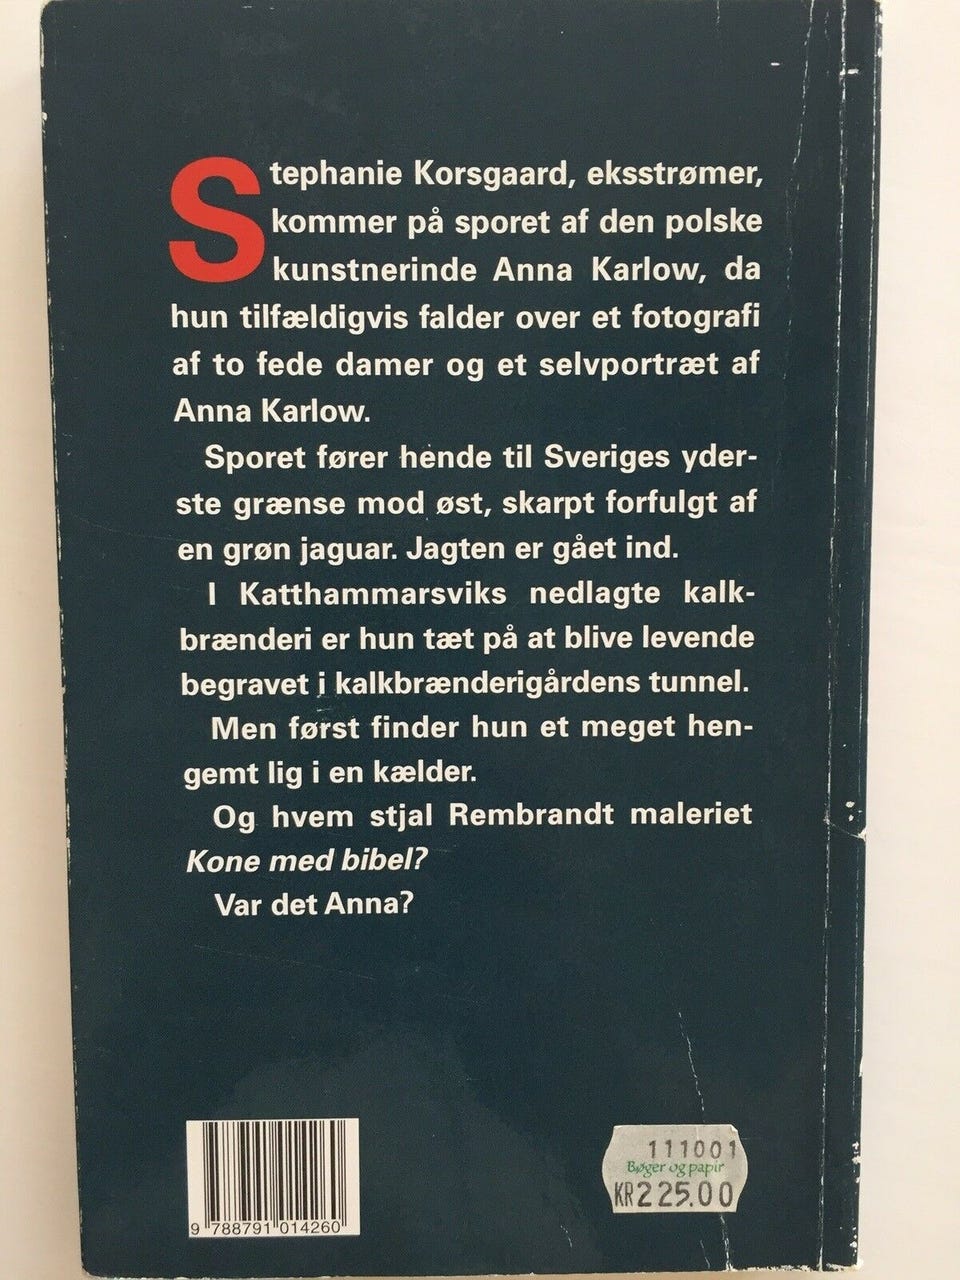 Stephanie Korsgaard, eksstrømer,
kommer på sporet af den polske
kunstnerinde Anna Karlow, da
hun tilfældigvis falder over et fotografi
af to fede damer og et selvportræt af
Anna Karlow.
Sporet fører hende til Sveriges yder-
ste grænse mod øst, skarpt forfulgt af
en grøn jaguar. Jagten er gået ind.
I Katthammarsviks nedlagte kalk-
brænderi er hun tæt på at blive levende
begravet i kalkbrænderigårdens tunnel.
Men først finder hun et meget hen-
gemt lig i en kælder.
Og hvem stjal Rembrandt maleriet
Kone med bibel?
Var det Anna?
9 788791 014260
111001
Bøger og papir
KR225.00